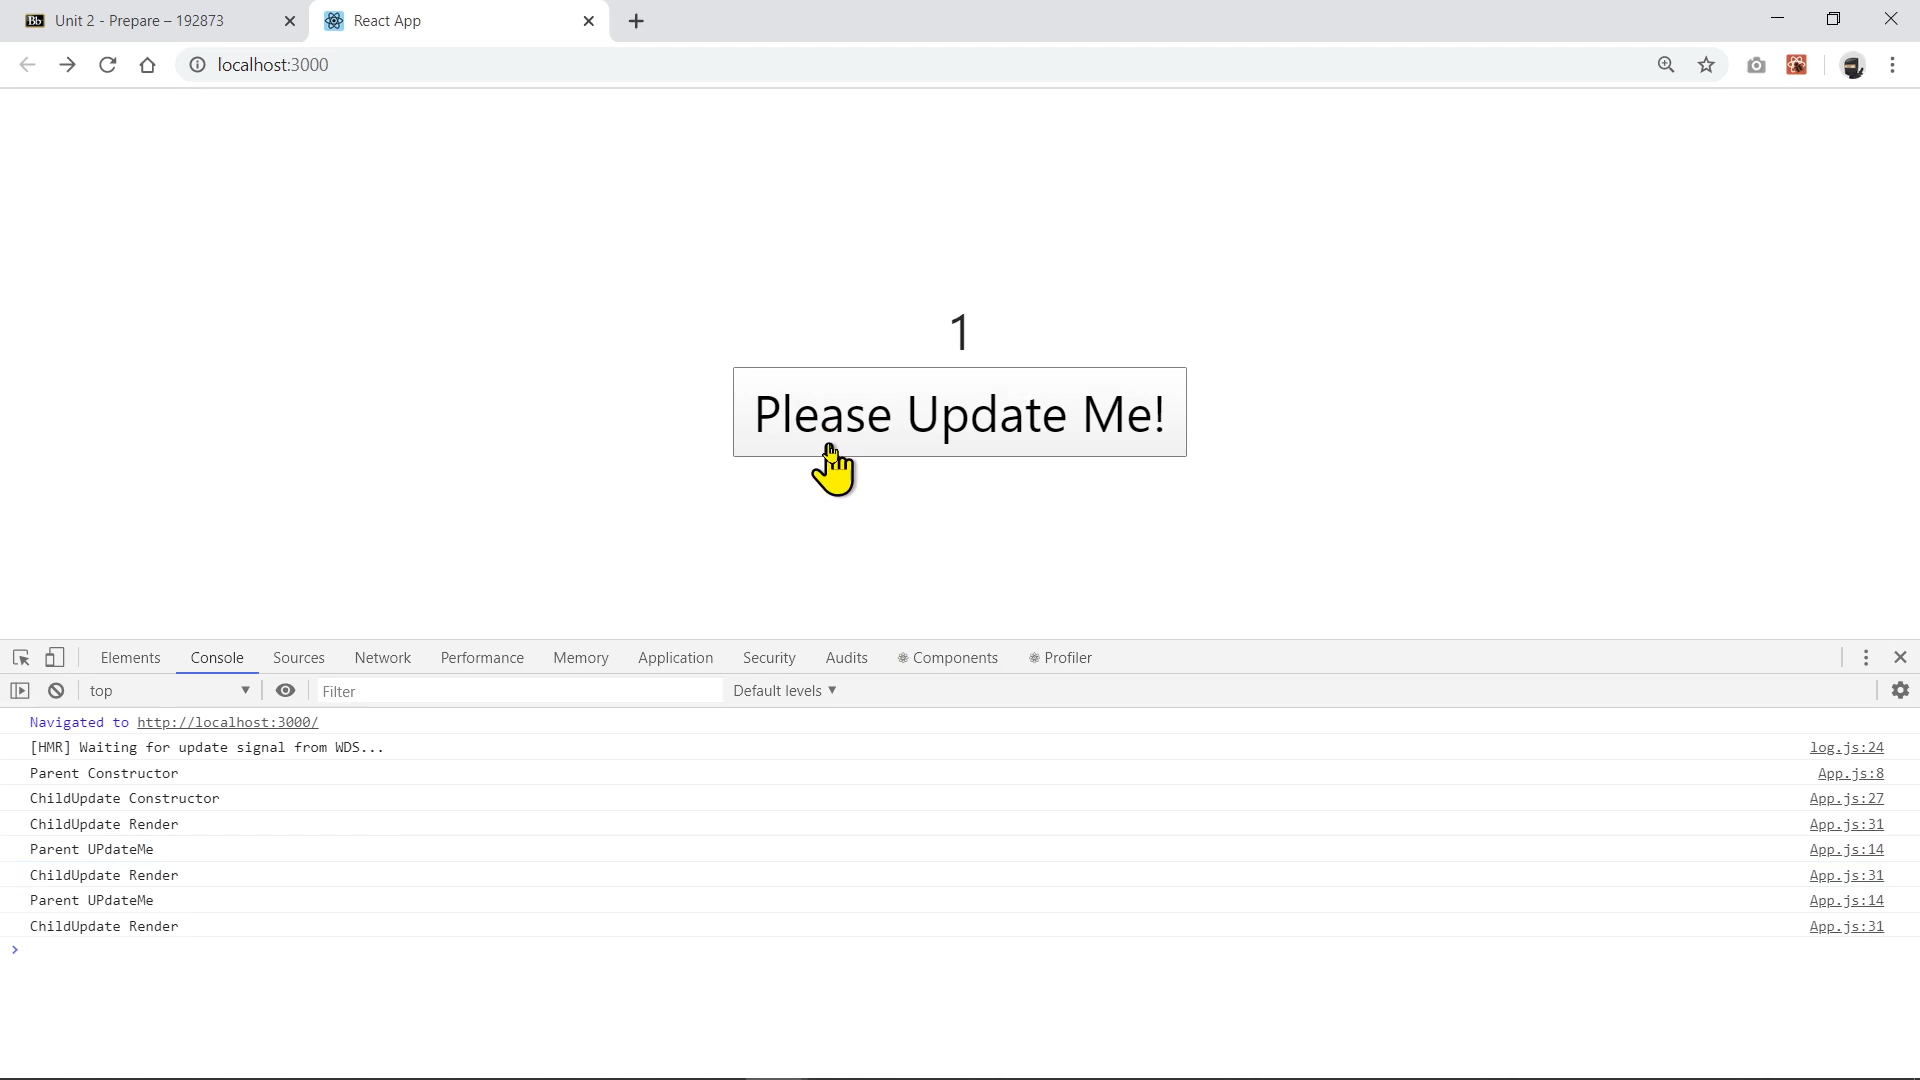 Bb Unit 2 - Prepare – 192873
React App
localhost:3000
1
Please Update Me!
Elements Console Sources Network Performance Memory Application Security Audits Components Profiler
top Filter Default levels
Navigated to http://localhost:3000/
[HMR] Waiting for update signal from WDS... log.js:24
Parent Constructor App.js:8
ChildUpdate Constructor App.js:27
ChildUpdate Render App.js:31
Parent UPdateMe App.js:14
ChildUpdate Render App.js:31
Parent UPdateMe App.js:14
ChildUpdate Render App.js:31